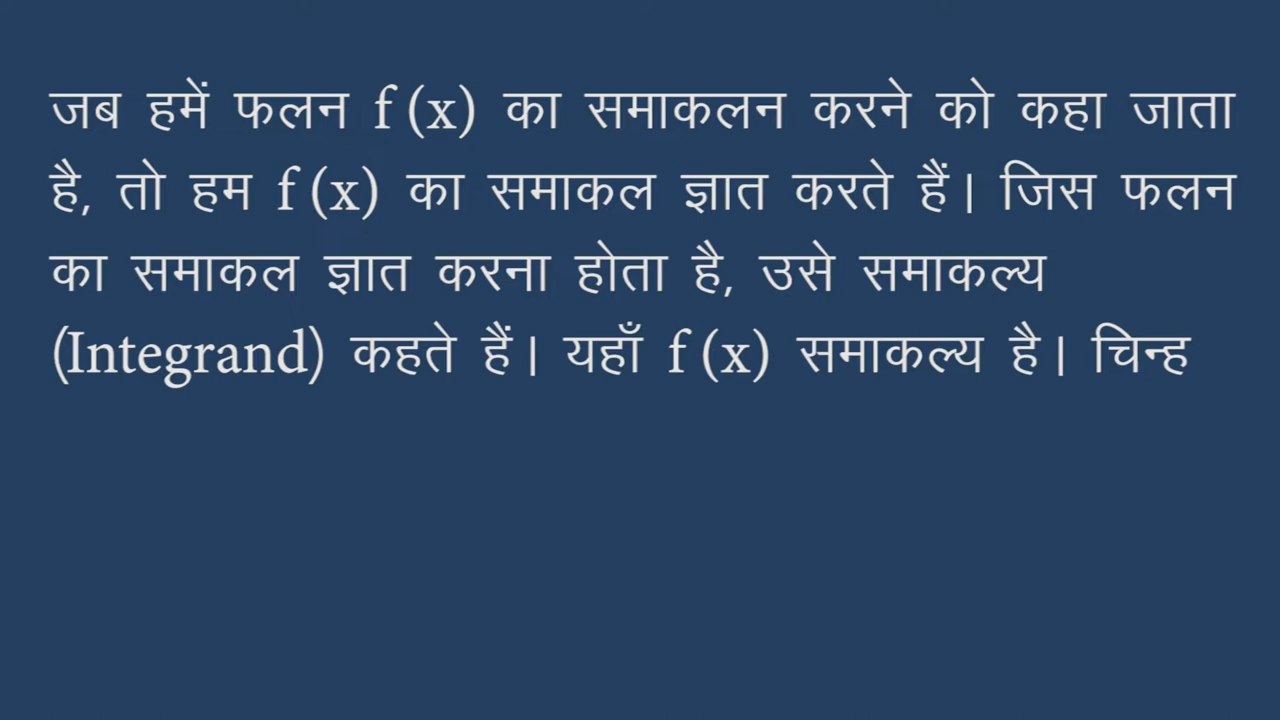 जब हमें फलन f (x) का समाकलन करने को कहा जाता
है, तो हम f (x) का समाकल ज्ञात करते हैं। जिस फलन
का समाकल ज्ञात करना होता है, उसे समाकल्य
(Integrand) कहते हैं। यहाँ f (x) समाकल्य है। चिन्ह